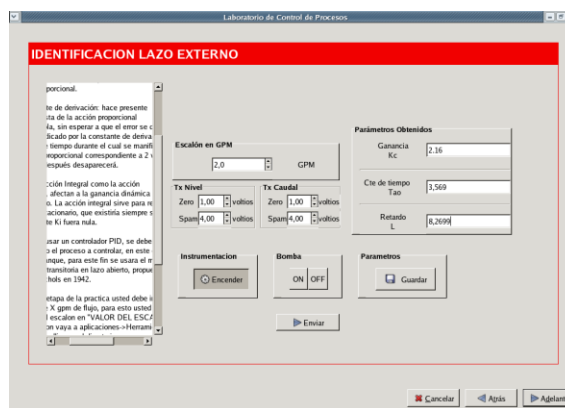 Laboratorio de Control de Procesos
IDENTIFICACION LAZO EXTERNO
porcional.
te de derivación: hace presente
sta de la acción proporcional
la, sin esperar a que el error se c
dicado por la constante de deriva
tiempo durante el cual se manifi
proporcional correspondiente a 2
después desaparecerá.
cción Integral como la acción
, afectan a la ganancia dinámica
o. La acción integral sirve para re
tacionario, que existiría siempre s
te Ki fuera nula.
usar un controlador PID, se debe
o el proceso a controlar, en este
anque, para este fin se usara el m
transitoria en lazo abierto, propue
hols en 1942.
etapa de la practica usted debe i
X gpm de flujo, para esto usted
l escalon en "VALOR DEL ESCA
on vaya a aplicaciones->Herrami
Escalón en GPM
2,0 GPM
Tx Nivel
Zero 1,00 voltios
Spam 4,00 voltios
Tx Caudal
Zero 1,00 voltios
Spam 4,00 voltios
Parámetros Obtenidos
Ganancia
Kc
2.16
Cte de tiempo
Tao
3,569
Retardo
L
8,2699
Instrumentacion
Encender
Bomba
ON OFF
Parametros
Guardar
Enviar
Cancelar
Atrás
Adelant